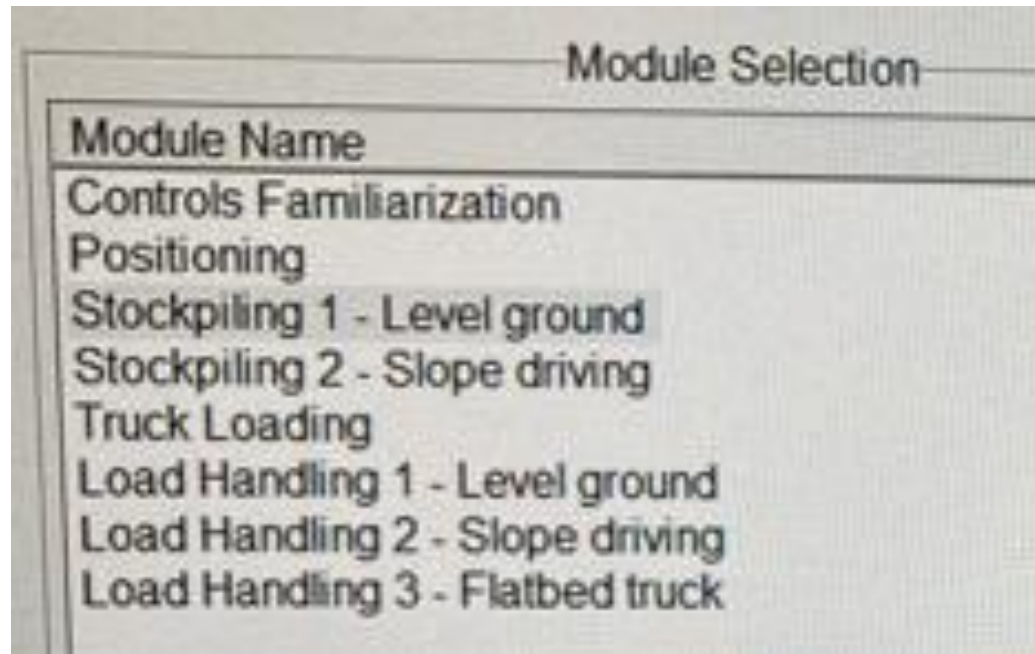 Module Selection
Module Name
Controls Familiarization
Positioning
Stockpiling 1 - Level ground
Stockpiling 2 - Slope driving
Truck Loading
Load Handling 1 - Level ground
Load Handling 2 - Slope driving
Load Handling 3 - Flatbed truck